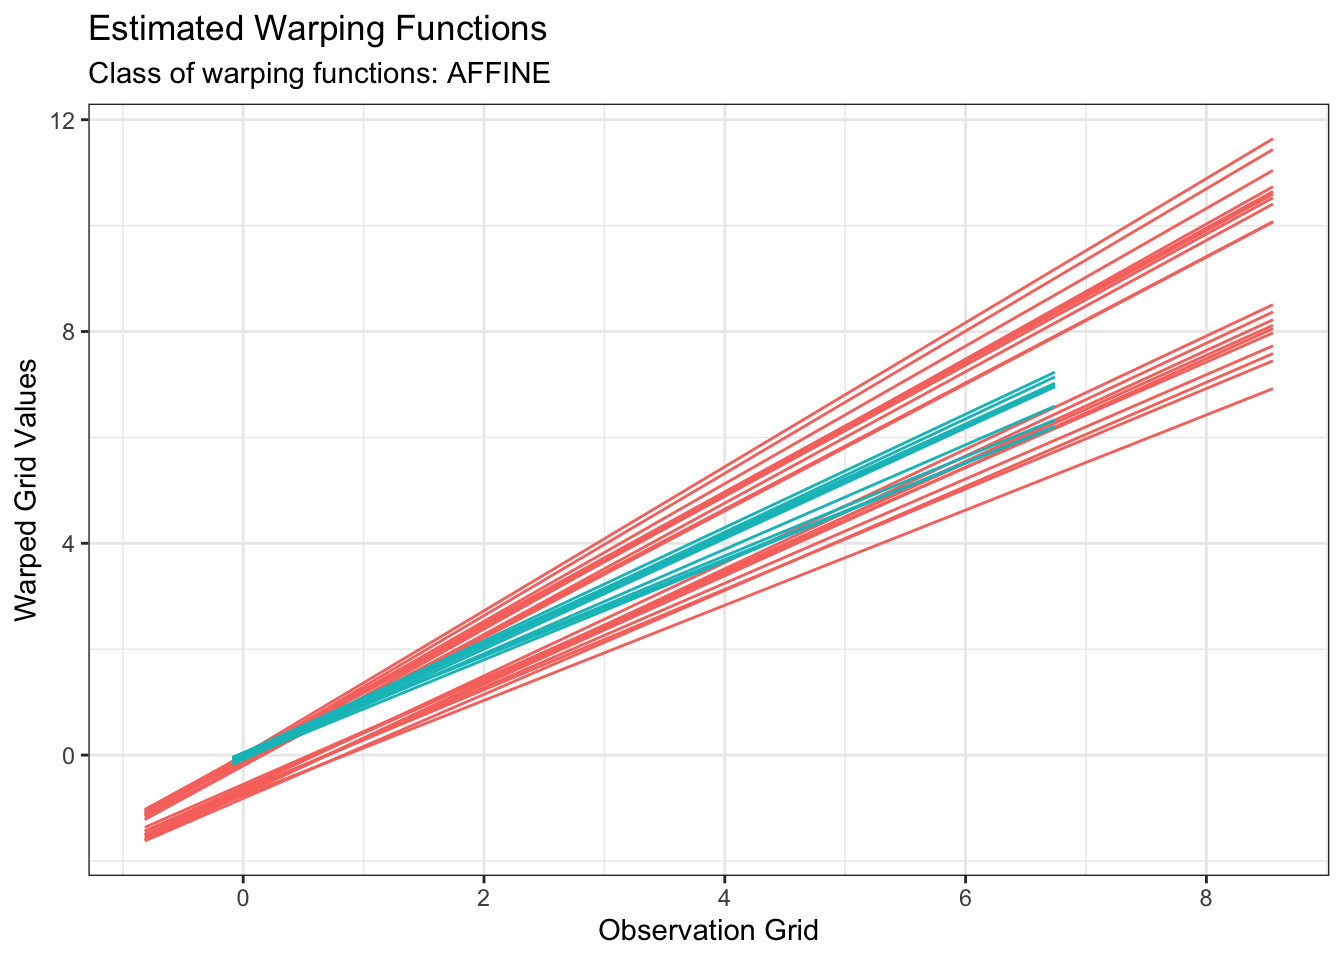 Estimated Warping Functions
Class of warping functions: AFFINE
12
8
4
0
Warped Grid Values
0 2 4 6 8
Observation Grid